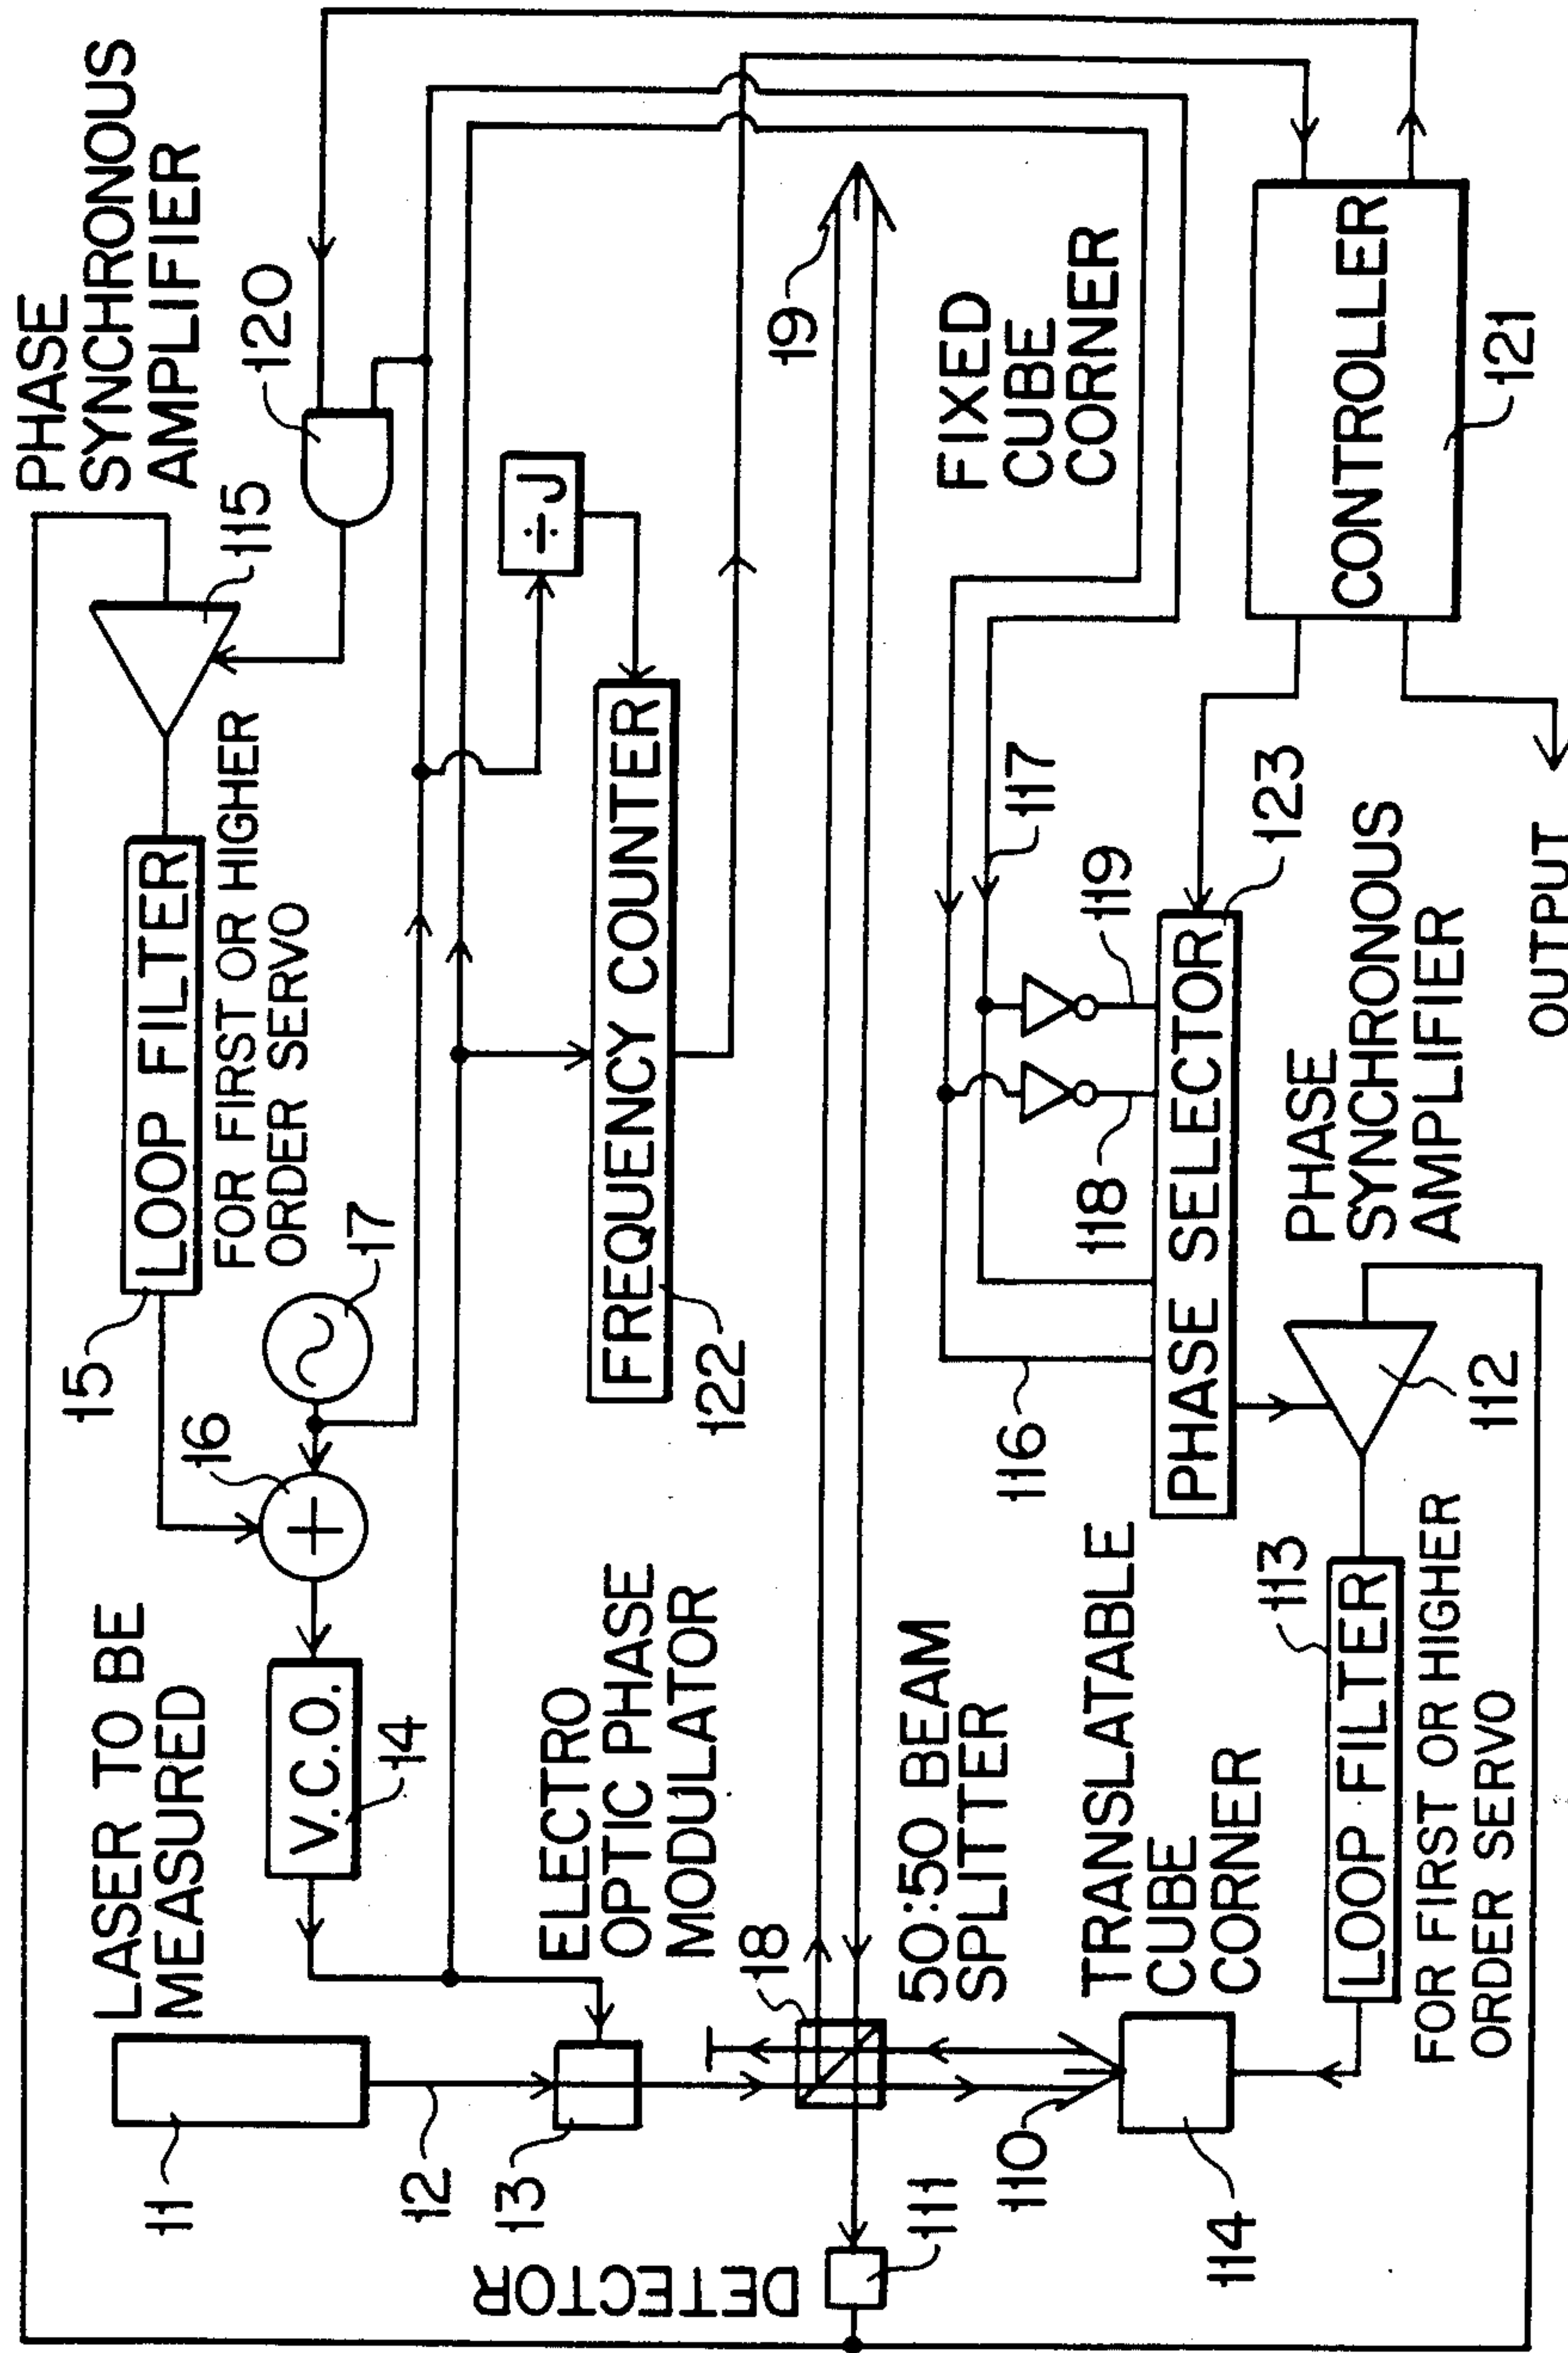 LASER TO BE
MEASURED
11
12
13
DETECTOR
111
V.C.O.
14
16
17
15
LOOP FILTER
FOR FIRST OR HIGHER
ORDER SERVO
115
PHASE
SYNCHRONOUS
AMPLIFIER
120
ELECTRO
OPTIC PHASE
MODULATOR
÷J
FREQUENCY COUNTER
122
18
50:50 BEAM
SPLITTER
19
FIXED
CUBE
CORNER
110
TRANSLATABLE
CUBE
CORNER
114
116
117
118
119
PHASE SELECTOR
123
CONTROLLER
121
113
LOOP FILTER
FOR FIRST OR HIGHER
ORDER SERVO
112
PHASE
SYNCHRONOUS
AMPLIFIER
OUTPUT